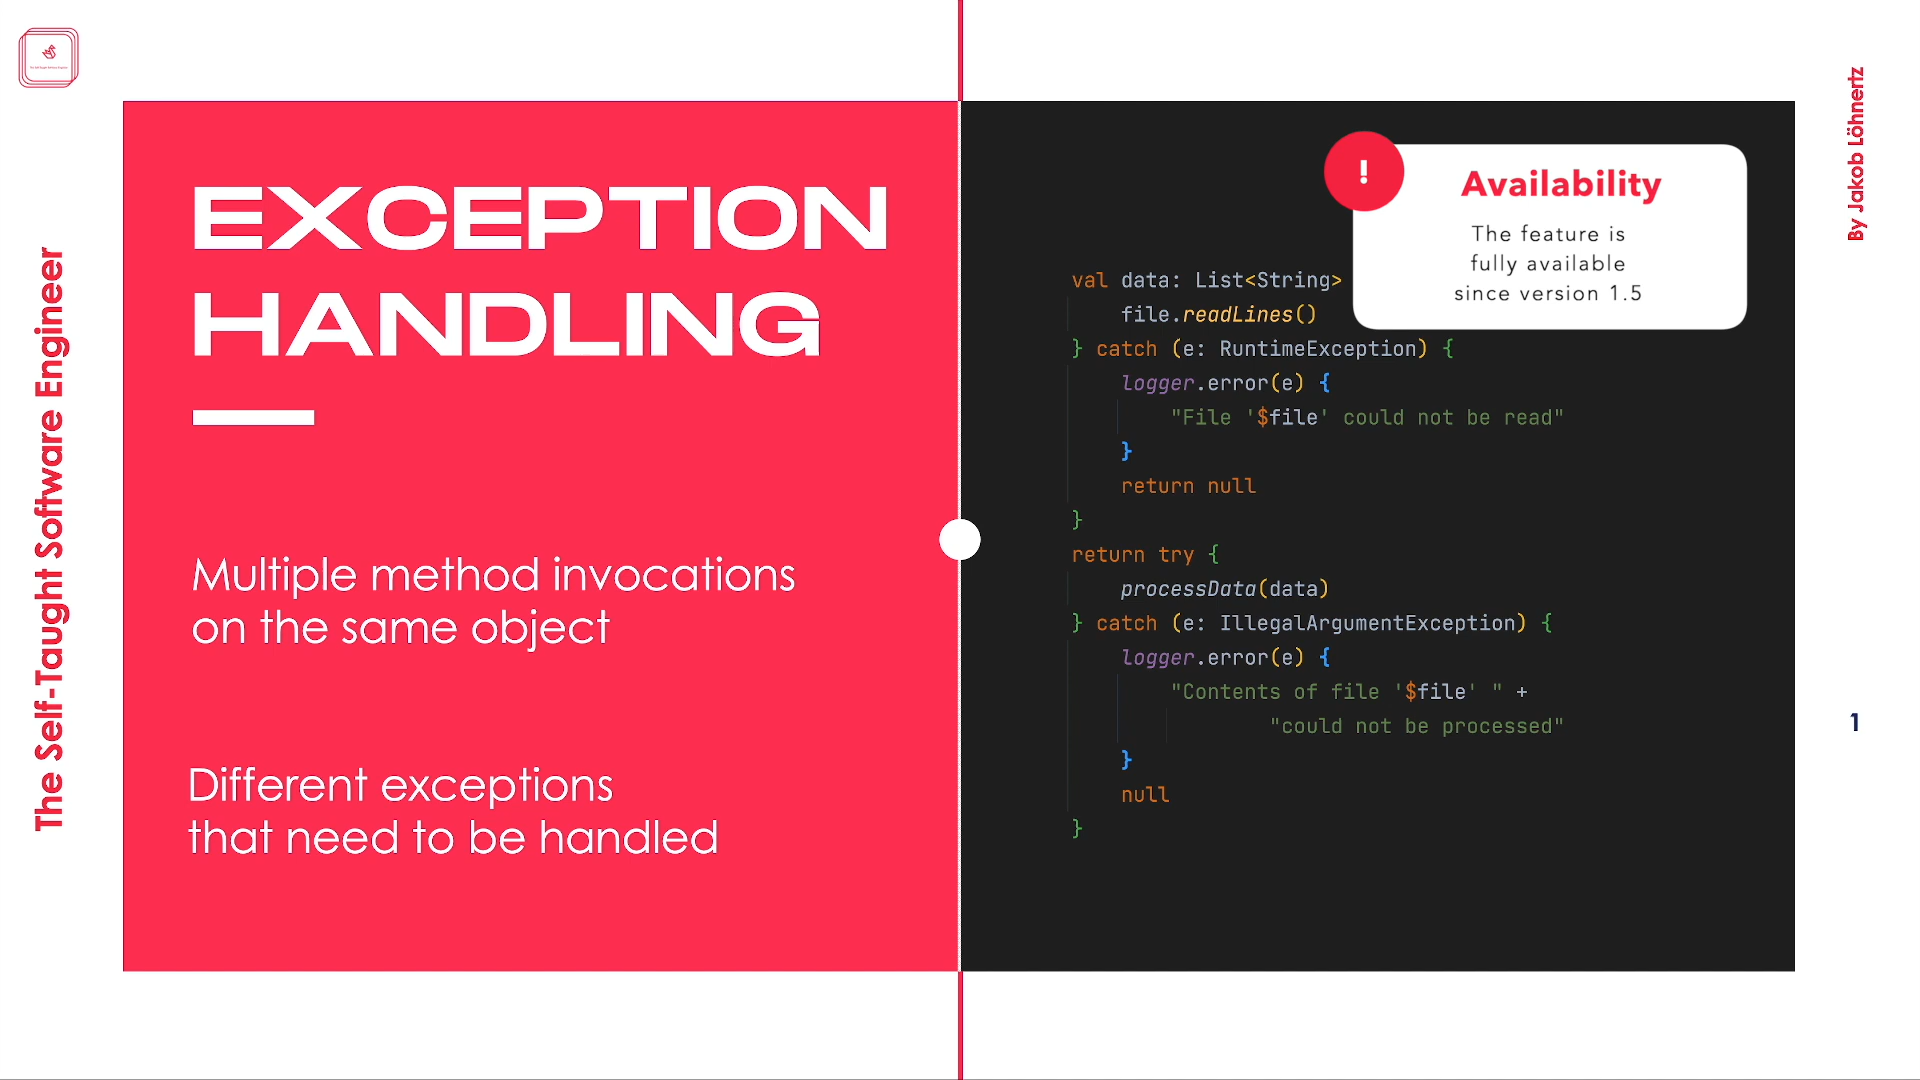 The Self-Taught Software Engineer
EXCEPTION
HANDLING
Multiple method invocations
on the same object
Different exceptions
that need to be handled
!
Availability
The feature is
fully available
since version 1.5
val data: List<String>
    file.readLines()
} catch (e: RuntimeException) {
    logger.error(e) {
        "File '$file' could not be read"
    }
    return null
}
return try {
    processData(data)
} catch (e: IllegalArgumentException) {
    logger.error(e) {
        "Contents of file '$file' " +
                "could not be processed"
    }
    null
}
By Jakob Löhnertz
1